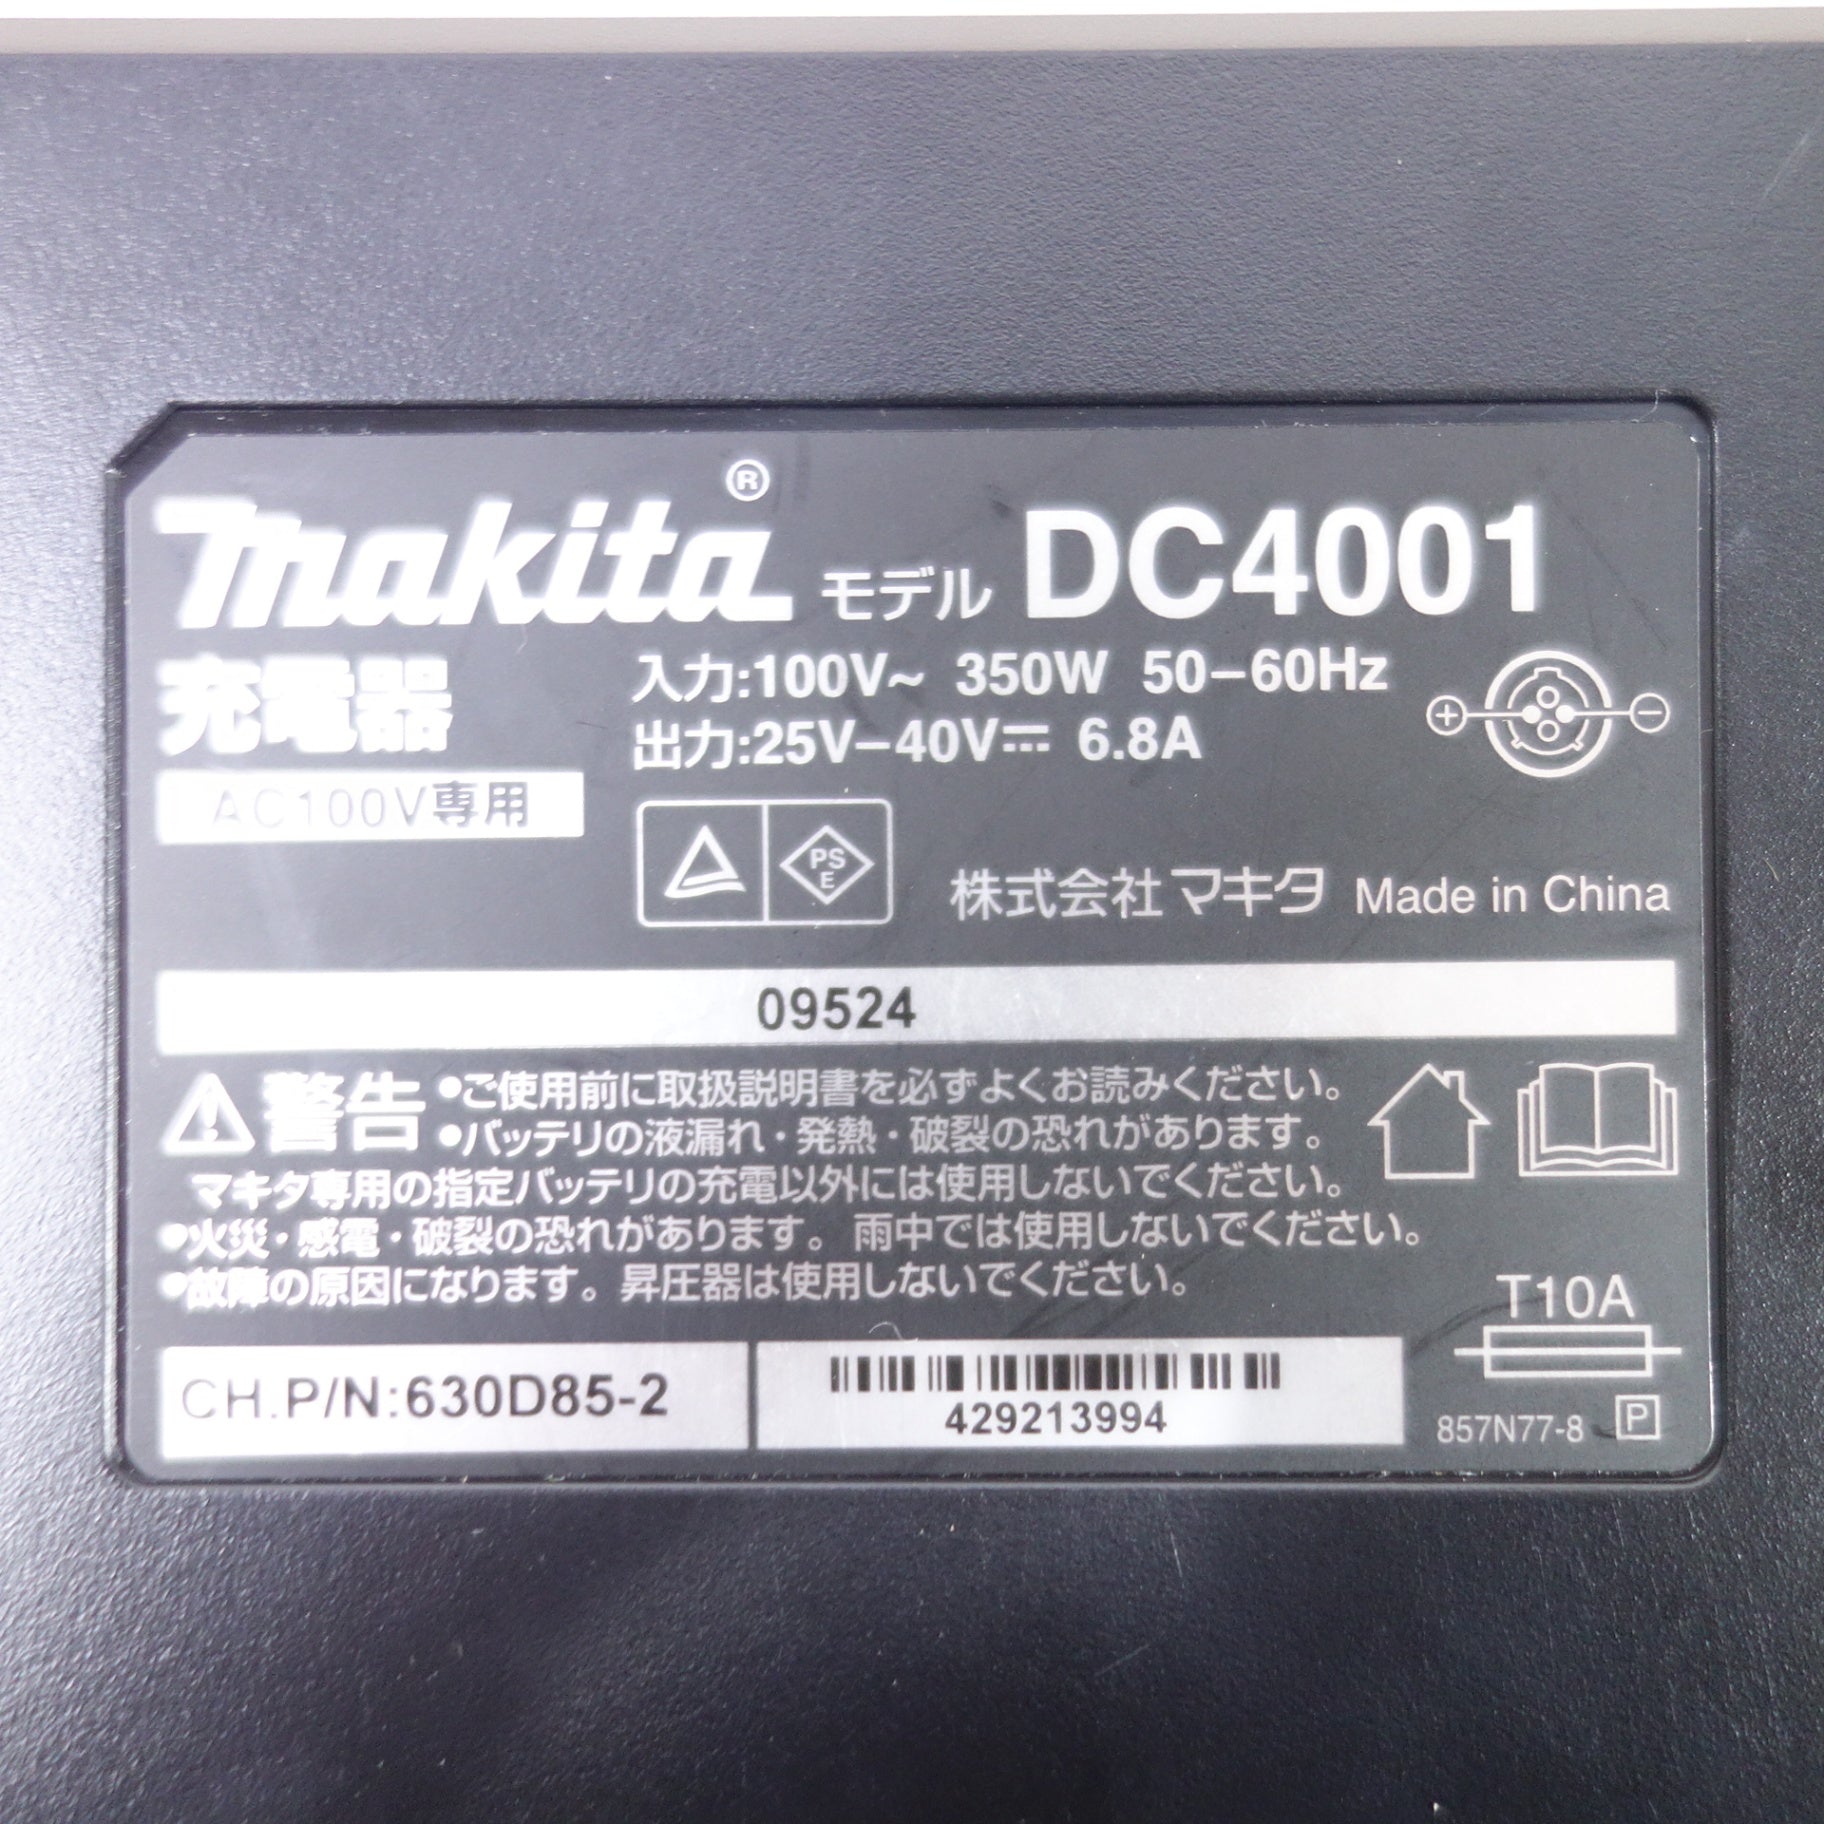 makita® モデル DC4001
充電器
入力:100V~ 350W 50-60Hz
出力:25V-40V⎓ 6.8A
AC100V専用
PS
E
株式会社マキタ Made in China
09524
警告 •ご使用前に取扱説明書を必ずよくお読みください。
•バッテリの液漏れ・発熱・破裂の恐れがあります。
マキタ専用の指定バッテリの充電以外には使用しないでください。
•火災・感電・破裂の恐れがあります。雨中では使用しないでください。
•故障の原因になります。昇圧器は使用しないでください。
T10A
CH.P/N:630D85-2
429213994
857N77-8 P